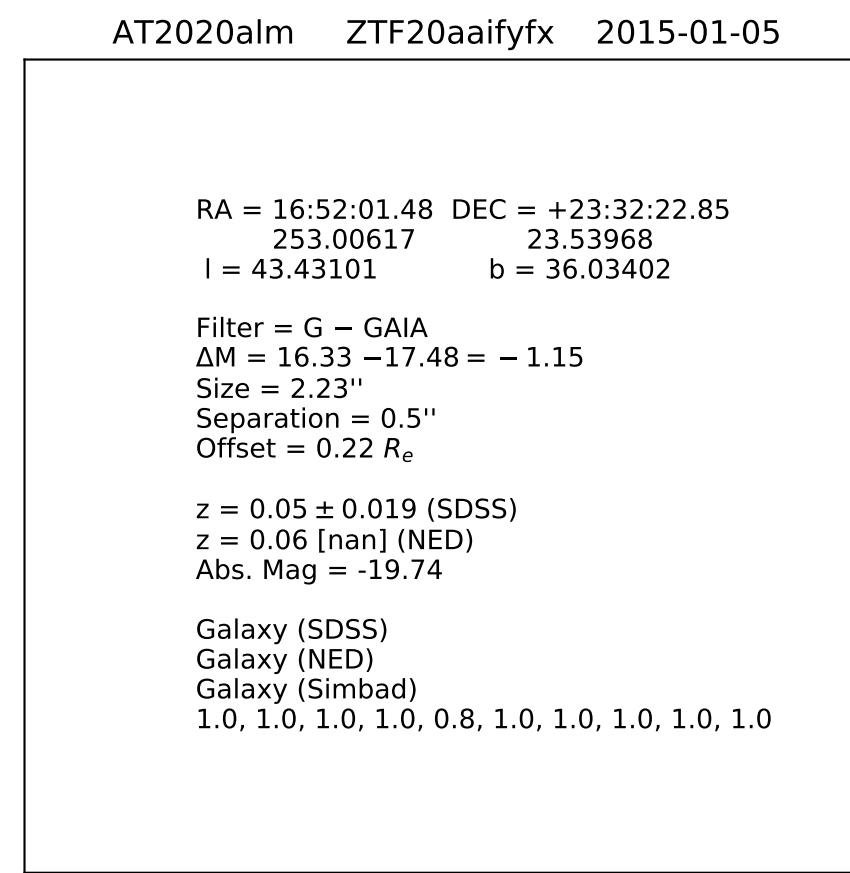 AT2020alm ZTF20aaifyfx 2015-01-05
RA = 16:52:01.48 DEC = +23:32:22.85
253.00617 23.53968
l = 43.43101 b = 36.03402
Filter = G − GAIA
ΔM = 16.33 −17.48 = − 1.15
Size = 2.23''
Separation = 0.5''
Offset = 0.22 Rₑ
z = 0.05 ± 0.019 (SDSS)
z = 0.06 [nan] (NED)
Abs. Mag = -19.74
Galaxy (SDSS)
Galaxy (NED)
Galaxy (Simbad)
1.0, 1.0, 1.0, 1.0, 0.8, 1.0, 1.0, 1.0, 1.0, 1.0